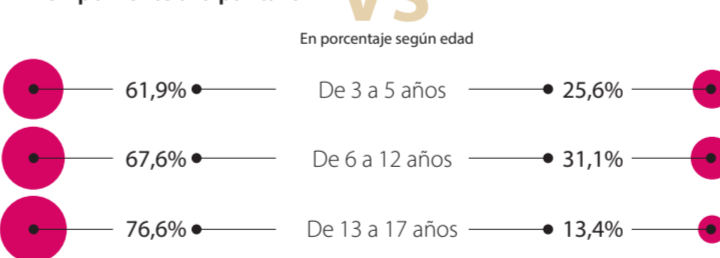 VS
En porcentaje según edad
61,9% De 3 a 5 años 25,6%
67,6% De 6 a 12 años 31,1%
76,6% De 13 a 17 años 13,4%